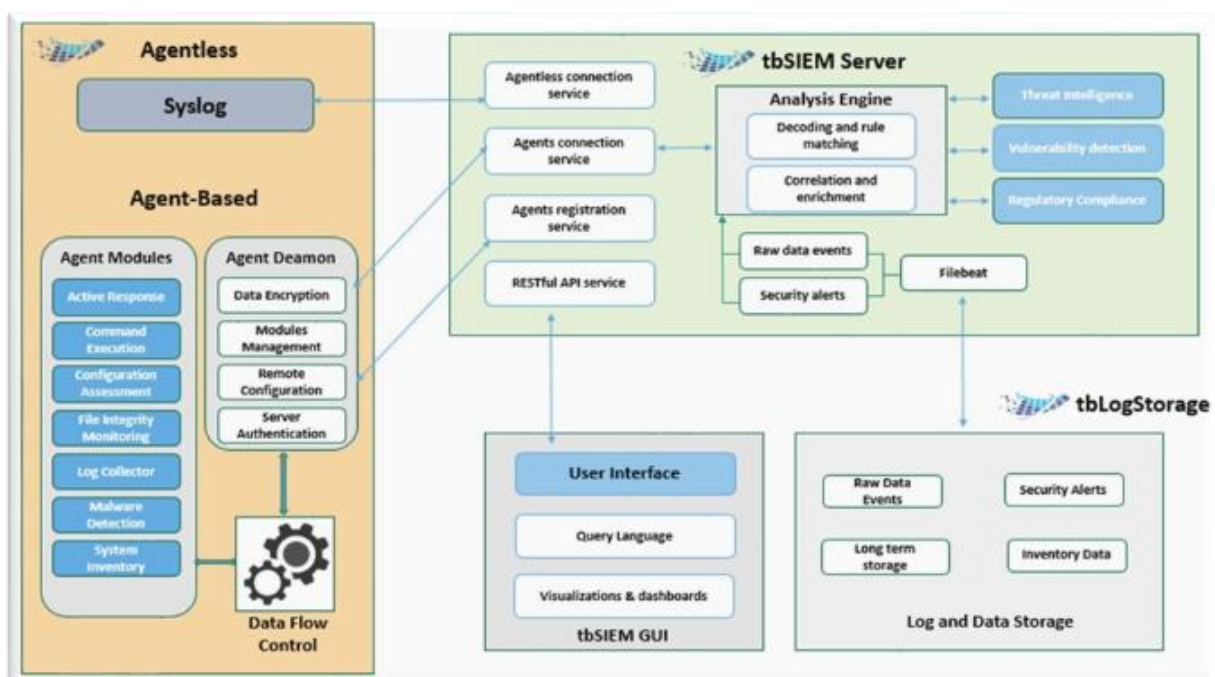 Agentless
Syslog
Agent-Based
Agent Modules
Active Response
Command
Execution
Configuration
Assessment
File Integrity
Monitoring
Log Collector
Malware
Detection
System
Inventory
Agent Deamon
Data Encryption
Modules
Management
Remote
Configuration
Server
Authentication
Data Flow
Control
tbSIEM Server
Agentless connection
service
Agents connection
service
Agents registration
service
RESTful API service
Analysis Engine
Decoding and rule
matching
Correlation and
enrichment
Threat Intelligence
Vulnerability detection
Regulatory Compliance
Raw data events
Security alerts
Filebeat
User Interface
Query Language
Visualizations & dashboards
tbSIEM GUI
tbLogStorage
Raw Data
Events
Security Alerts
Long term
storage
Inventory Data
Log and Data Storage